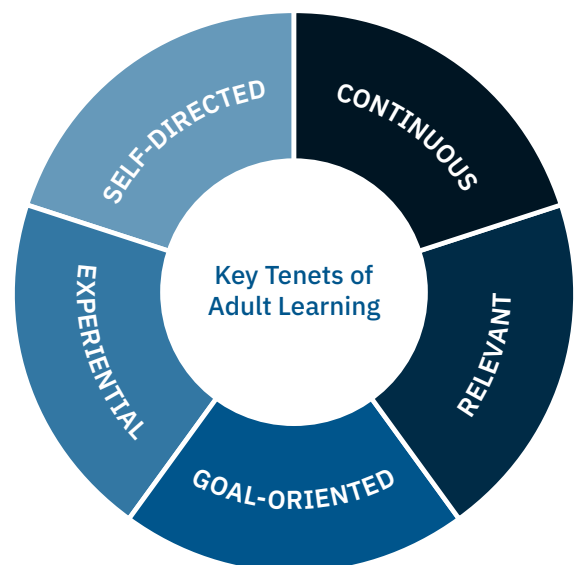 Key Tenets of
Adult Learning
CONTINUOUS
RELEVANT
GOAL-ORIENTED
EXPERIENTIAL
SELF-DIRECTED